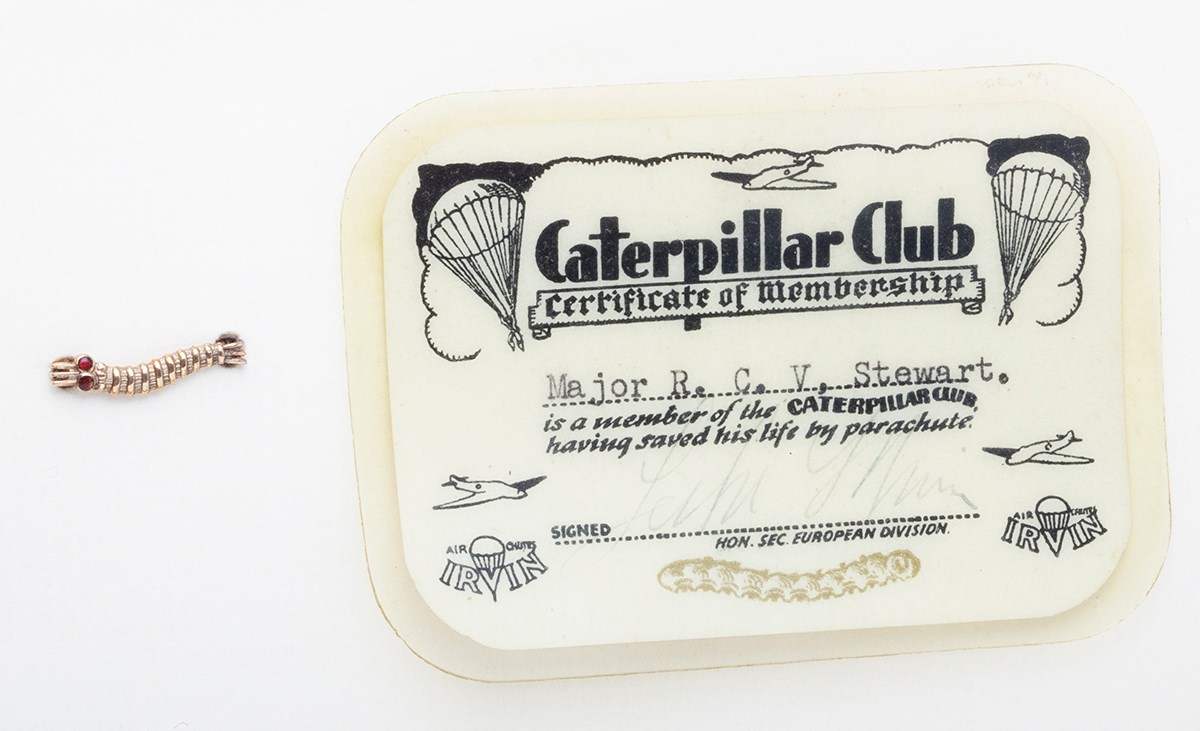 Caterpillar Club
Certificate of Membership
Major R. C. V. Stewart.
is a member of the CATERPILLAR CLUB,
having saved his life by parachute.
SIGNED
HON. SEC. EUROPEAN DIVISION.
AIR CHUTES
IRVIN
AIR CHUTES
IRVIN